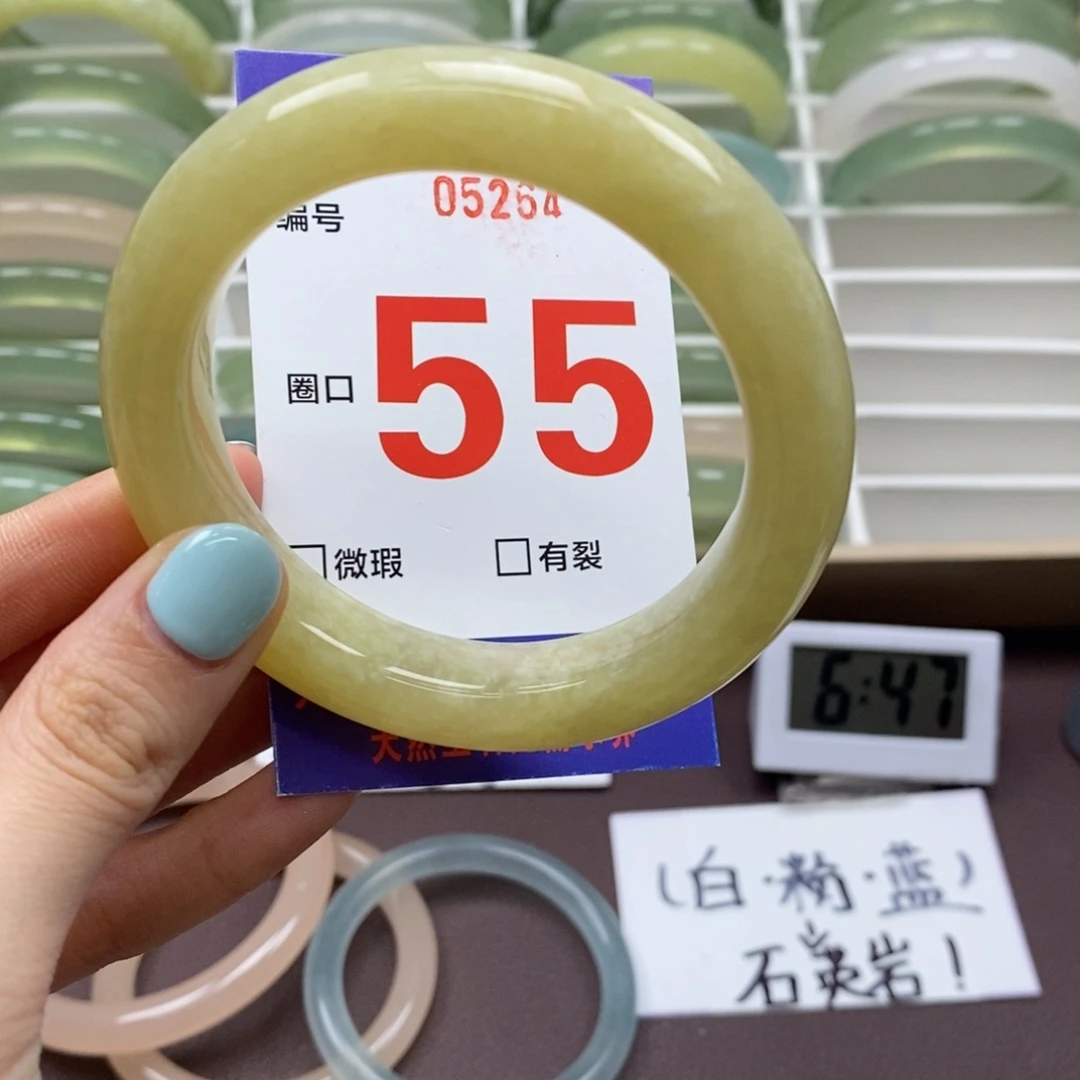 编号 05264
圈口 55
微瑕 有裂
6:47
(白·粉·蓝)
石英岩!